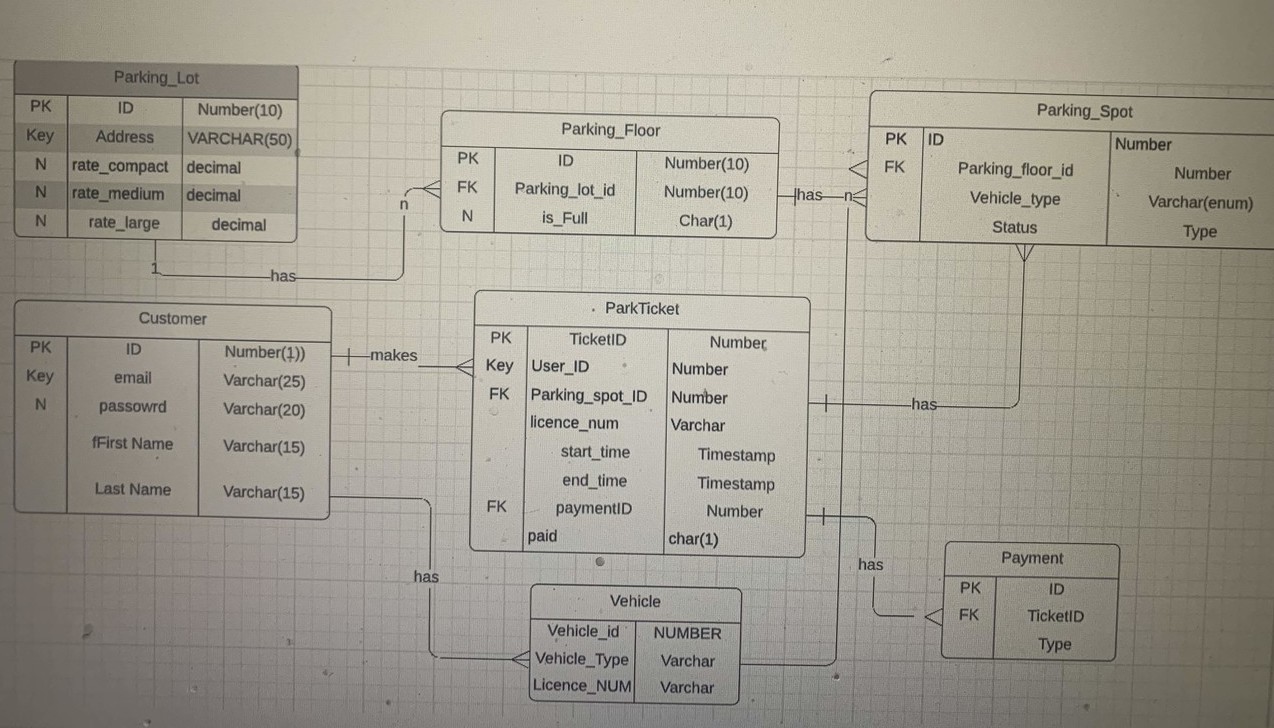 Parking_Lot
PK ID Number(10)
Key Address VARCHAR(50)
N rate_compact decimal
N rate_medium decimal
N rate_large decimal
1
has
n
Parking_Floor
PK ID Number(10)
FK Parking_lot_id Number(10)
N is_Full Char(1)
has
n
Parking_Spot
PK ID Number
FK Parking_floor_id Number
Vehicle_type Varchar(enum)
Status Type
Customer
PK ID Number(1))
Key email Varchar(25)
N passowrd Varchar(20)
fFirst Name Varchar(15)
Last Name Varchar(15)
makes
ParkTicket
PK TicketID Number
Key User_ID Number
FK Parking_spot_ID Number
licence_num Varchar
start_time Timestamp
end_time Timestamp
FK paymentID Number
paid char(1)
has
has
has
Vehicle
Vehicle_id NUMBER
Vehicle_Type Varchar
Licence_NUM Varchar
Payment
PK ID
FK TicketID
Type